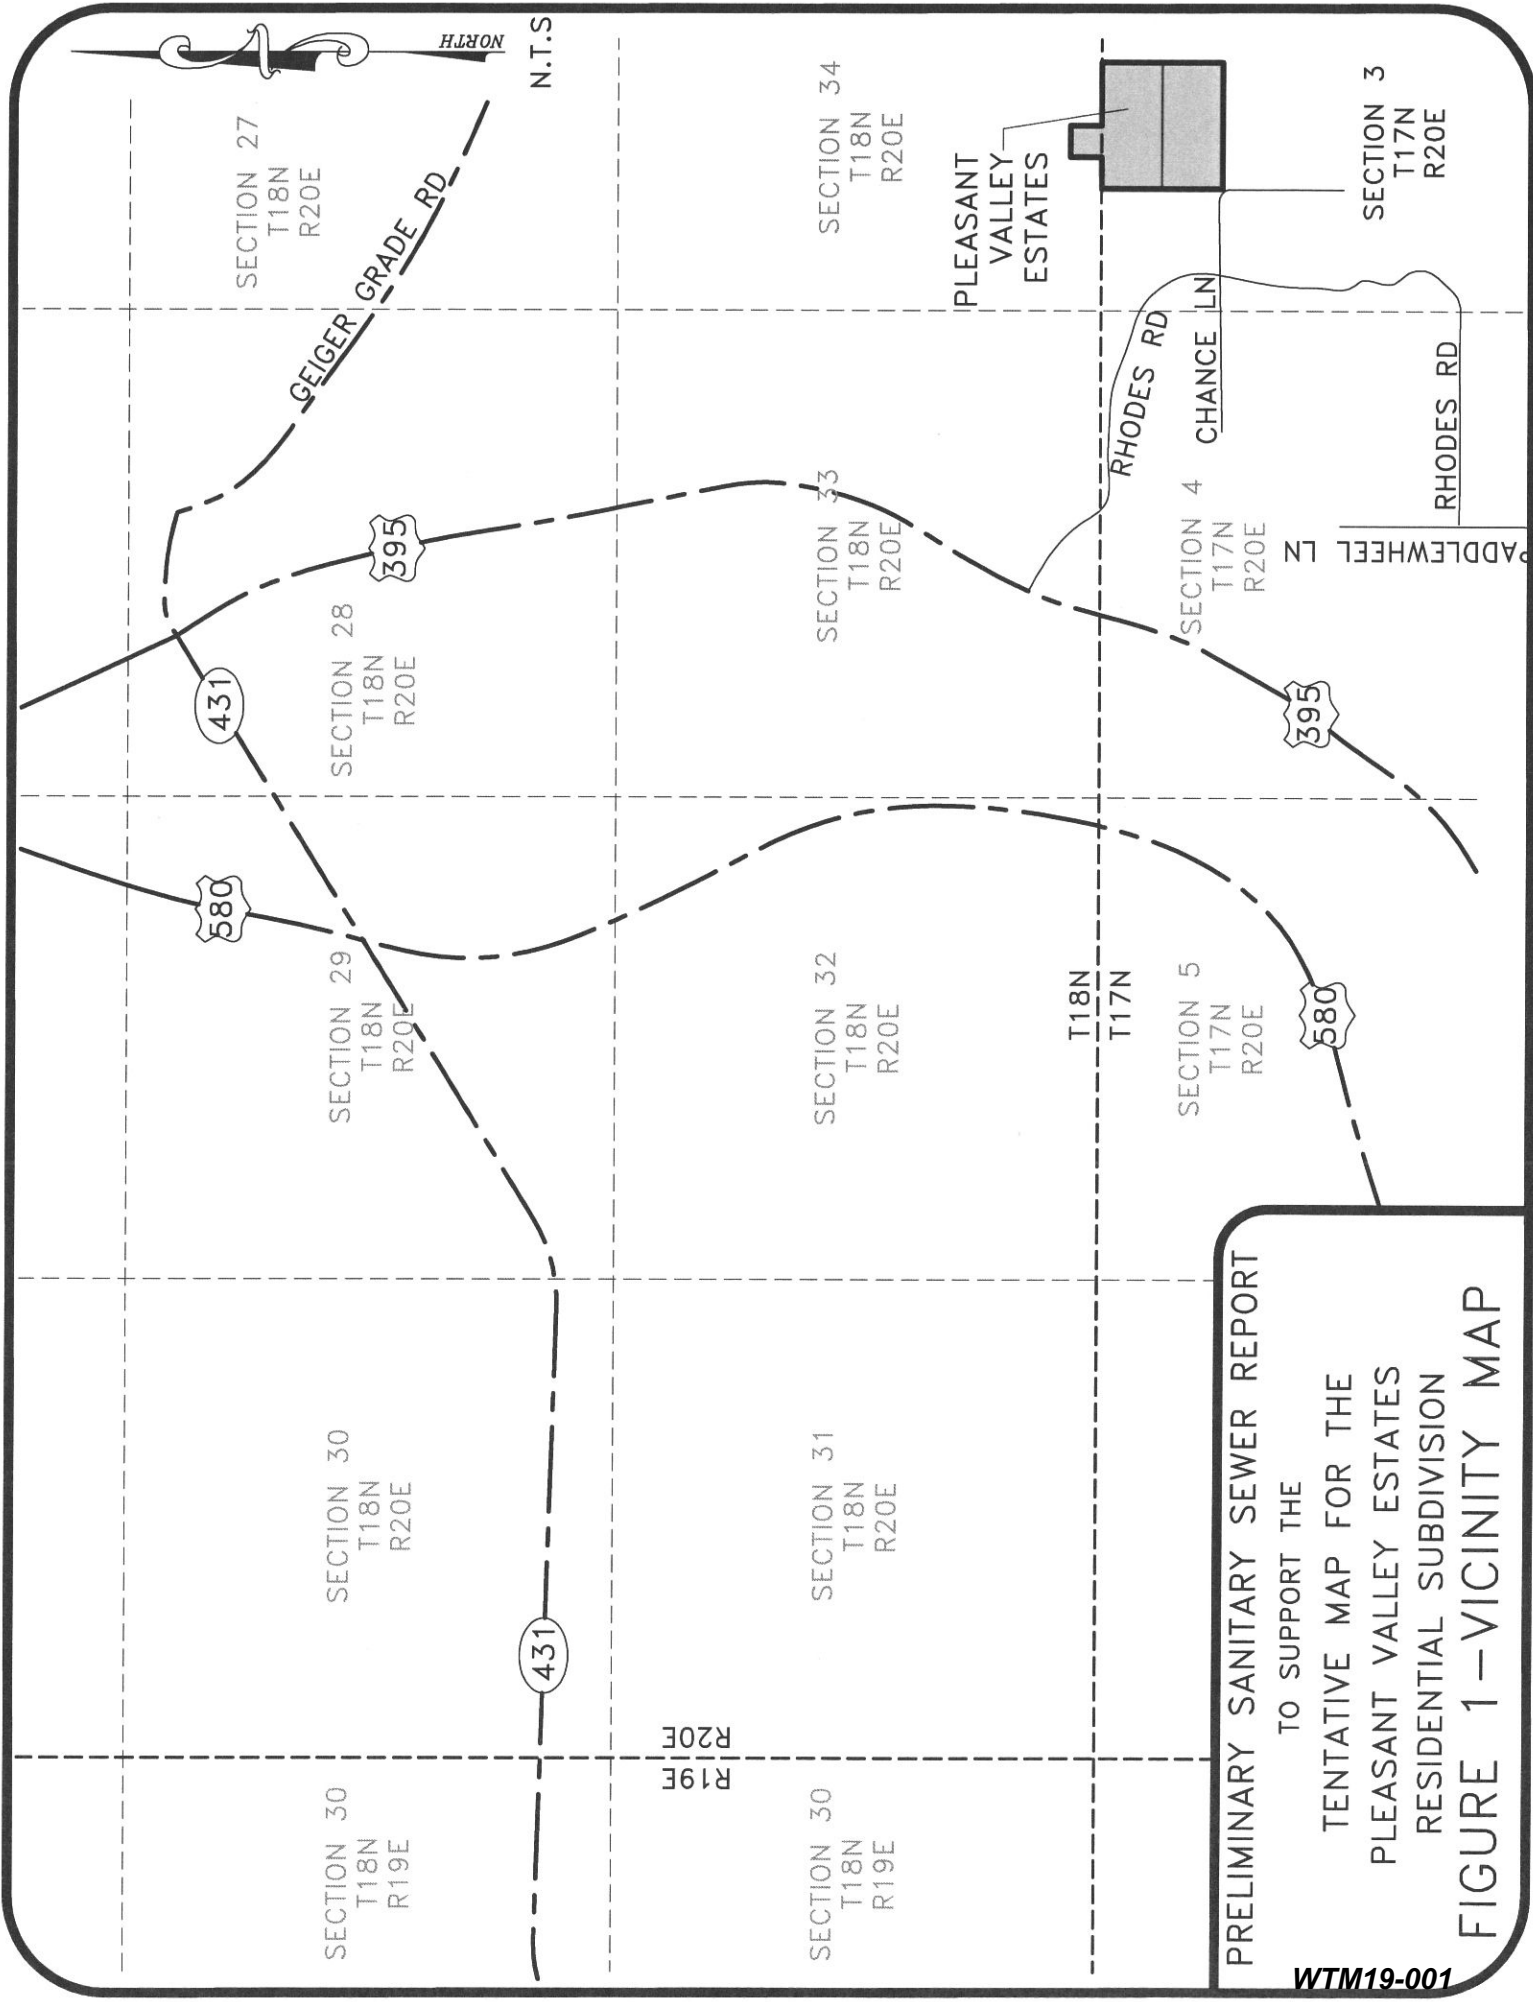 NORTH
N.T.S
SECTION 30
T18N
R19E
SECTION 30
T18N
R20E
SECTION 29
T18N
R20E
SECTION 28
T18N
R20E
SECTION 27
T18N
R20E
GEIGER GRADE RD
431
431
580
395
R19E
R20E
SECTION 30
T18N
R19E
SECTION 31
T18N
R20E
SECTION 32
T18N
R20E
SECTION 33
T18N
R20E
SECTION 34
T18N
R20E
PLEASANT
VALLEY
ESTATES
T18N
T17N
SECTION 5
T17N
R20E
SECTION 4
T17N
R20E
SECTION 3
T17N
R20E
RHODES RD
CHANCE LN
RHODES RD
PADDLEWHEEL LN
580
395
PRELIMINARY SANITARY SEWER REPORT
TO SUPPORT THE
TENTATIVE MAP FOR THE
PLEASANT VALLEY ESTATES
RESIDENTIAL SUBDIVISION
FIGURE 1-VICINITY MAP
WTM19-001